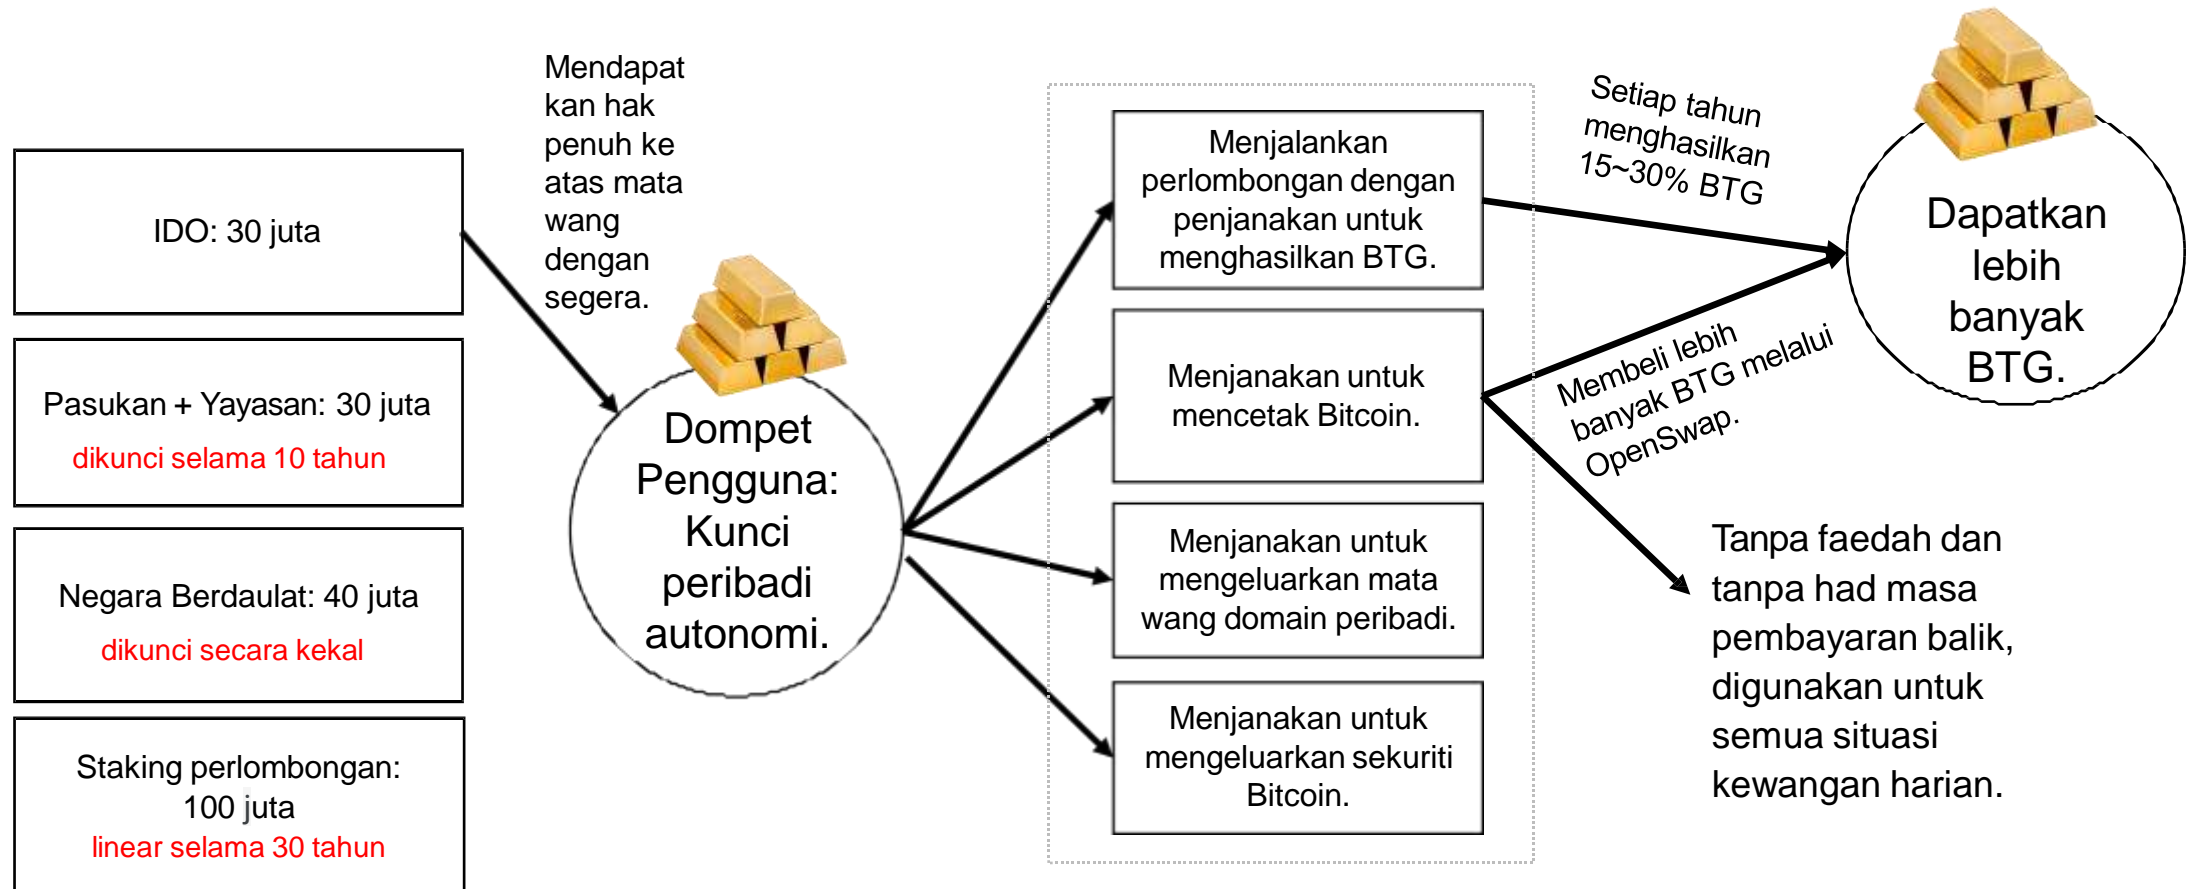 IDO: 30 juta
Pasukan + Yayasan: 30 juta
dikunci selama 10 tahun
Negara Berdaulat: 40 juta
dikunci secara kekal
Staking perlombongan:
100 juta
linear selama 30 tahun
Mendapat
kan hak
penuh ke
atas mata
wang
dengan
segera.
Dompet
Pengguna:
Kunci
peribadi
autonomi.
Menjalankan
perlombongan dengan
penjanakan untuk
menghasilkan BTG.
Menjanakan untuk
mencetak Bitcoin.
Menjanakan untuk
mengeluarkan mata
wang domain peribadi.
Menjanakan untuk
mengeluarkan sekuriti
Bitcoin.
Setiap tahun
menghasilkan
15~30% BTG
Membeli lebih
banyak BTG melalui
OpenSwap.
Dapatkan
lebih
banyak
BTG.
Tanpa faedah dan
tanpa had masa
pembayaran balik,
digunakan untuk
semua situasi
kewangan harian.